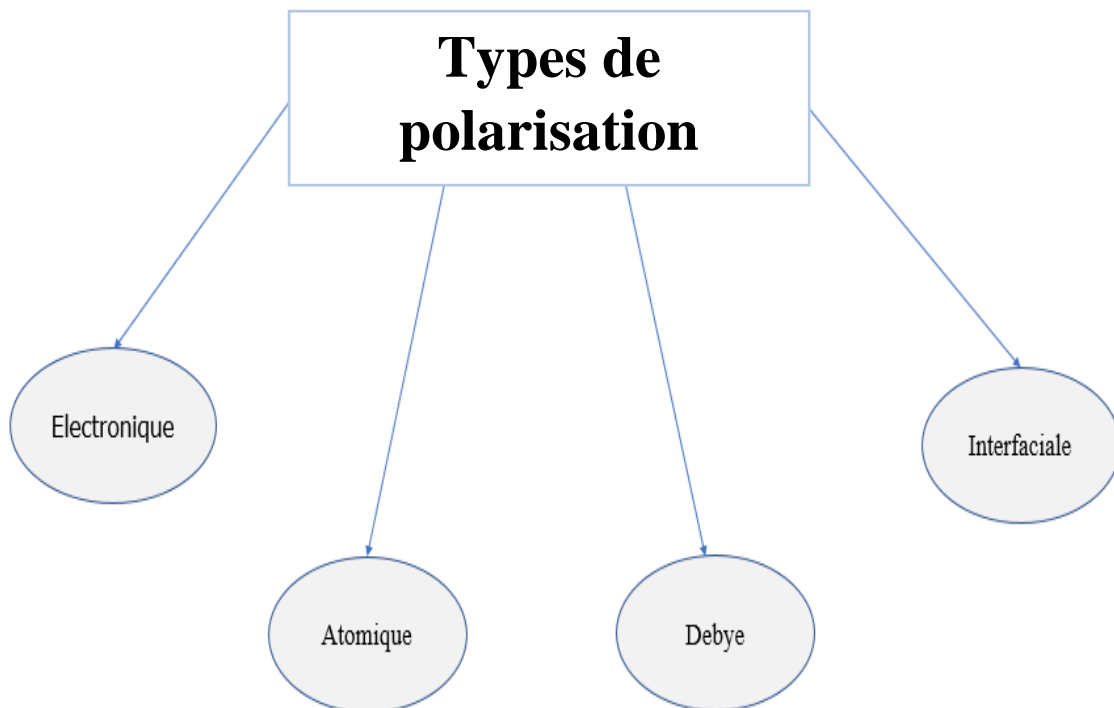 Types de
polarisation
Electronique
Interfaciale
Atomique
Debye